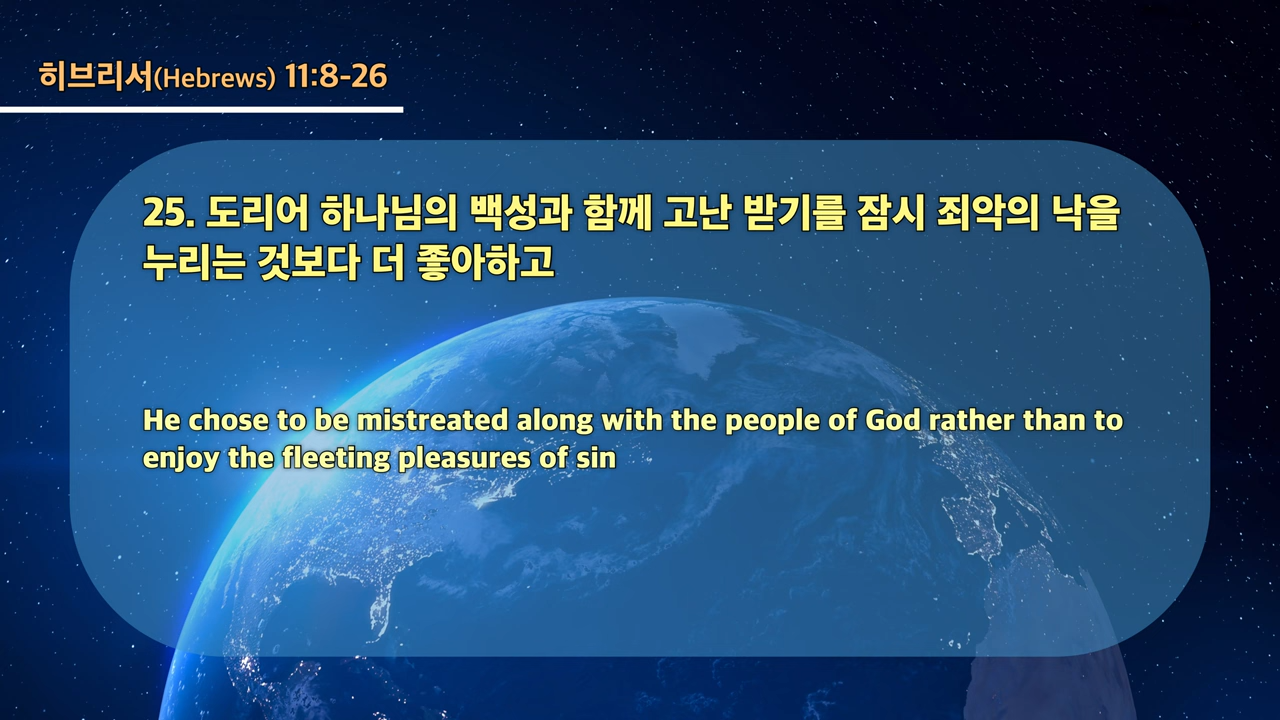 히브리서(Hebrews) 11:8-26
25. 도리어 하나님의 백성과 함께 고난 받기를 잠시 죄악의 낙을
누리는 것보다 더 좋아하고
He chose to be mistreated along with the people of God rather than to
enjoy the fleeting pleasures of sin